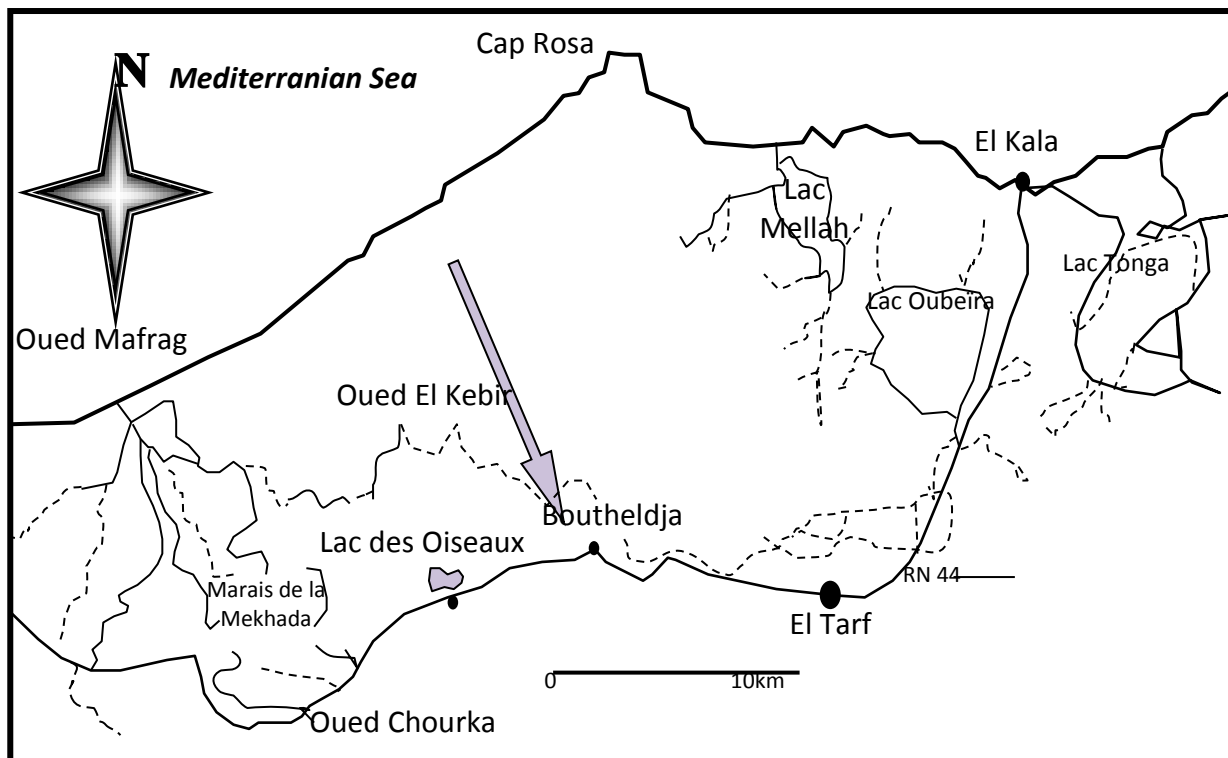 Cap Rosa
N
Mediterranian Sea
El Kala
Lac
Mellah
Lac Tonga
Lac Oubeira
Oued Mafrag
Oued El Kebir
Boutheldja
Lac des Oiseaux
RN 44
Marais de la
Mekhada
El Tarf
0 10km
Oued Chourka